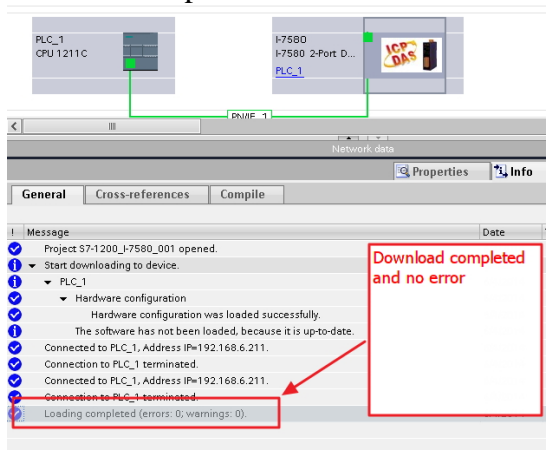 PLC_1
CPU 1211C
I-7580
I-7580 2-Port D...
PLC_1
ICP
DAS
PN/IE_1
Network data
Properties
Info
General
Cross-references
Compile
! Message
Date
Project S7-1200_I-7580_001 opened.
Start downloading to device.
PLC_1
Hardware configuration
Hardware configuration was loaded successfully.
The software has not been loaded, because it is up-to-date.
Connected to PLC_1, Address IP=192.168.6.211.
Connection to PLC_1 terminated.
Connected to PLC_1, Address IP=192.168.6.211.
Connection to PLC_1 terminated.
Loading completed (errors: 0; warnings: 0).
Download completed
and no error